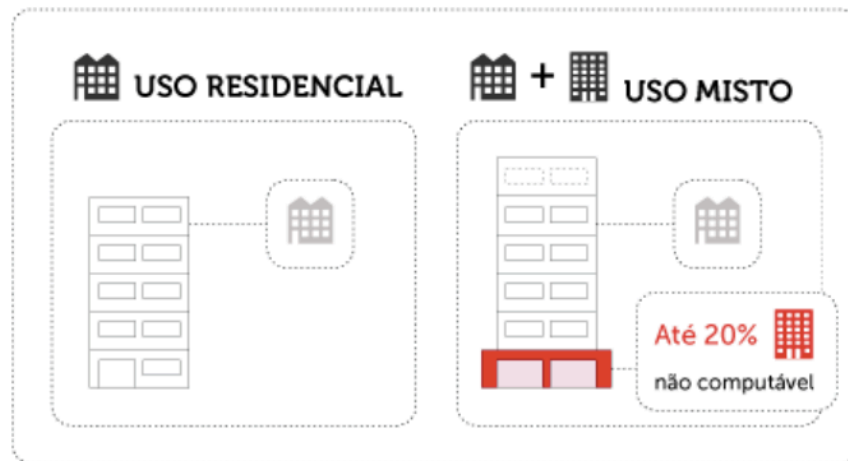 USO RESIDENCIAL
+ USO MISTO
Até 20%
não computável